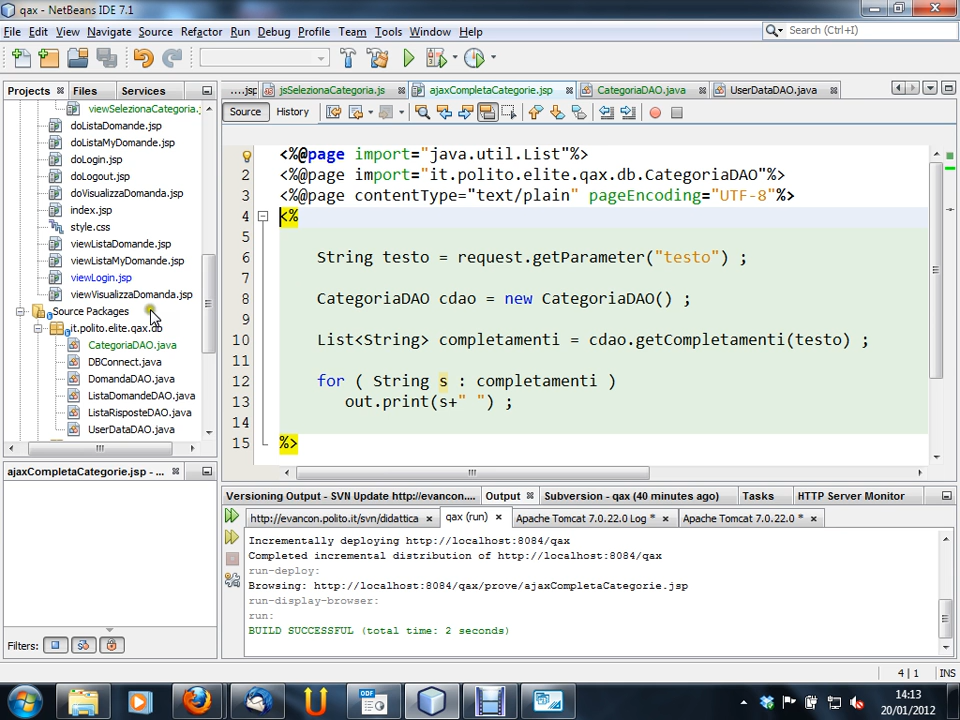 qax - NetBeans IDE 7.1
File Edit View Navigate Source Refactor Run Debug Profile Team Tools Window Help
Search (Ctrl+I)
Projects Files Services
viewSelezionaCategoria.j
doListaDomande.jsp
doListaMyDomande.jsp
doLogin.jsp
doLogout.jsp
doVisualizzaDomanda.jsp
index.jsp
style.css
viewListaDomande.jsp
viewListaMyDomande.jsp
viewLogin.jsp
viewVisualizzaDomanda.jsp
Source Packages
it.polito.elite.qax.db
CategoriaDAO.java
DBConnect.java
DomandaDAO.java
ListaDomandeDAO.java
ListaRisposteDAO.java
UserDataDAO.java
ajaxCompletaCategorie.jsp - ...
Filters:
....jsp jsSelezionaCategoria.js ajaxCompletaCategorie.jsp CategoriaDAO.java UserDataDAO.java
Source History
1 <%@page import="java.util.List"%>
2 <%@page import="it.polito.elite.qax.db.CategoriaDAO"%>
3 <%@page contentType="text/plain" pageEncoding="UTF-8"%>
4 <%
5
6 String testo = request.getParameter("testo") ;
7
8 CategoriaDAO cdao = new CategoriaDAO() ;
9
10 List<String> completamenti = cdao.getCompletamenti(testo) ;
11
12 for ( String s : completamenti )
13 out.print(s+" ") ;
14
15 %>
Versioning Output - SVN Update http://evancon.... Output Subversion - qax (40 minutes ago) Tasks HTTP Server Monitor
http://evancon.polito.it/svn/didattica qax (run) Apache Tomcat 7.0.22.0 Log * Apache Tomcat 7.0.22.0 *
Incrementally deploying http://localhost:8084/qax
Completed incremental distribution of http://localhost:8084/qax
run-deploy:
Browsing: http://localhost:8084/qax/prove/ajaxCompletaCategorie.jsp
run-display-browser:
run:
BUILD SUCCESSFUL (total time: 2 seconds)
4 | 1 INS
ODF
14:13
20/01/2012